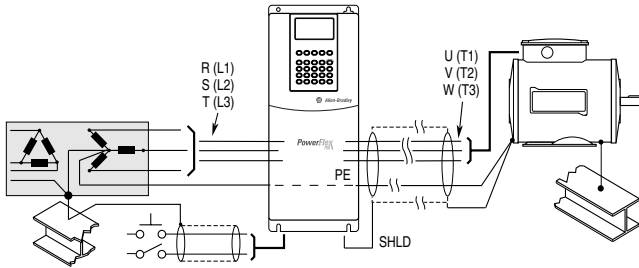 R (L1)
S (L2)
T (L3)
Allen-Bradley
PowerFlex
PE
U (T1)
V (T2)
W (T3)
SHLD